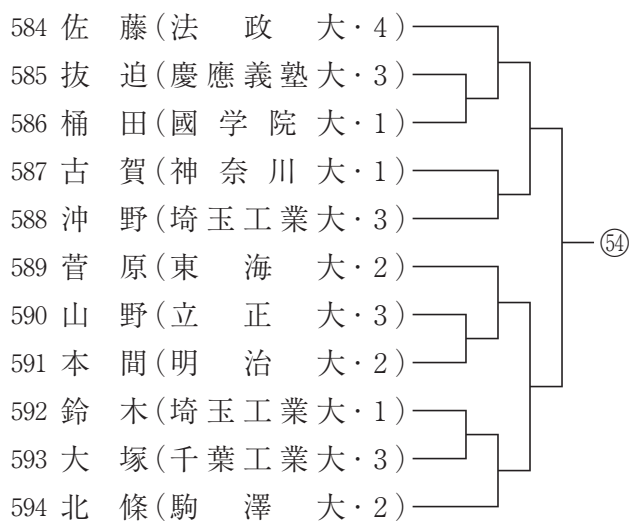 584 佐藤(法政大・4)
585 抜迫(慶應義塾大・3)
586 桶田(國学院大・1)
587 古賀(神奈川大・1)
588 沖野(埼玉工業大・3)
㊴
589 菅原(東海大・2)
590 山野(立正大・3)
591 本間(明治大・2)
592 鈴木(埼玉工業大・1)
593 大塚(千葉工業大・3)
594 北條(駒澤大・2)